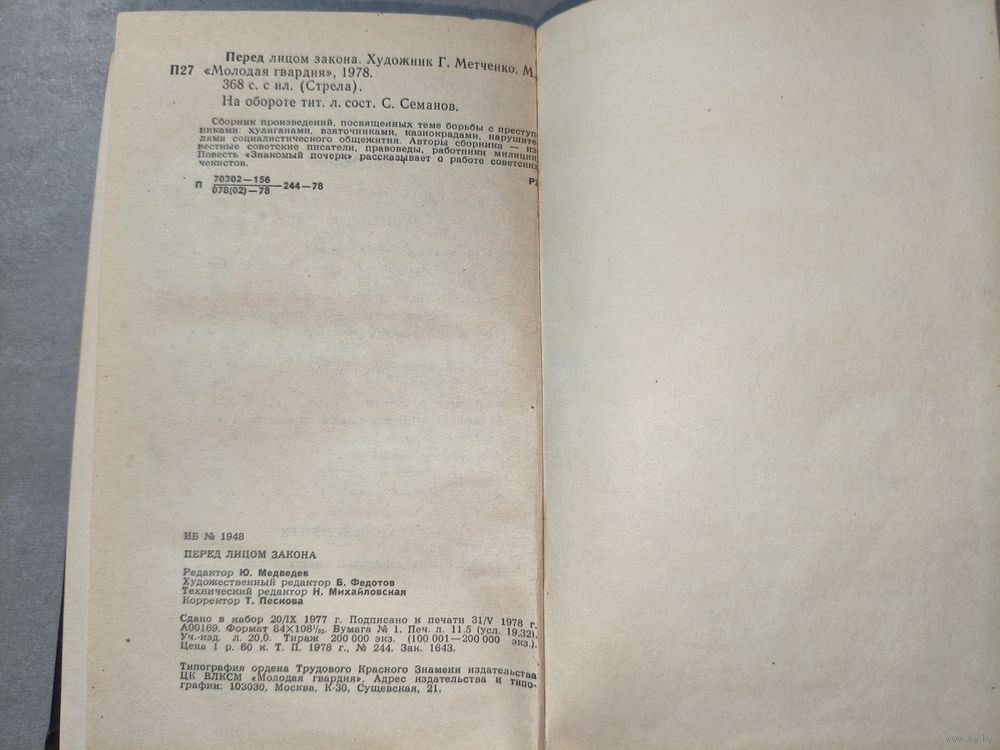 Перед лицом закона. Художник Г. Метченко. М.,
П27 «Молодая гвардия», 1978.
368 с. с ил. (Стрела).
На обороте тит. л. сост. С. Семанов.
Сборник произведений, посвященных теме борьбы с преступ-
никами: хулиганами, взяточниками, казнокрадами, нарушите-
лями социалистического общежития. Авторы сборника — из-
вестные советские писатели, правоведы, работники милиции.
Повесть «Знакомый почерк» рассказывает о работе советских
чекистов.
П 70302—156
078(02)—78 —244—78 Р2
ИБ № 1948
ПЕРЕД ЛИЦОМ ЗАКОНА
Редактор Ю. Медведев
Художественный редактор Б. Федотов
Технический редактор Н. Михайловская
Корректор Т. Пескова
Сдано в набор 20/IX 1977 г. Подписано к печати 31/V 1978 г.
А00169. Формат 84×108¹/₃₂. Бумага № 1. Печ. л. 11.5 (усл. 19,32).
Уч.-изд. л. 20,0. Тираж 200 000 экз. (100 001—200 000 экз.).
Цена 1 р. 60 к. Т. П. 1978 г., № 244. Зак. 1643.
Типография ордена Трудового Красного Знамени издательства
ЦК ВЛКСМ «Молодая гвардия». Адрес издательства и типо-
графии: 103030, Москва, К-30, Сущевская, 21.
www.ay.by